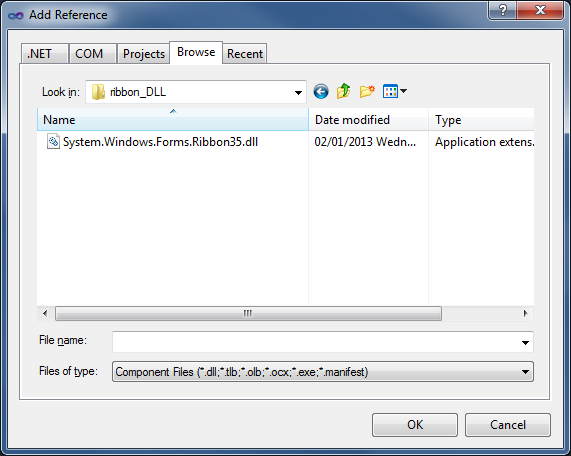 Add Reference
.NET COM Projects Browse Recent
Look in: ribbon_DLL
Name Date modified Type
System.Windows.Forms.Ribbon35.dll 02/01/2013 Wedn... Application extens
File name:
Files of type: Component Files (*.dll;*.tlb;*.olb;*.ocx;*.exe;*.manifest)
OK Cancel